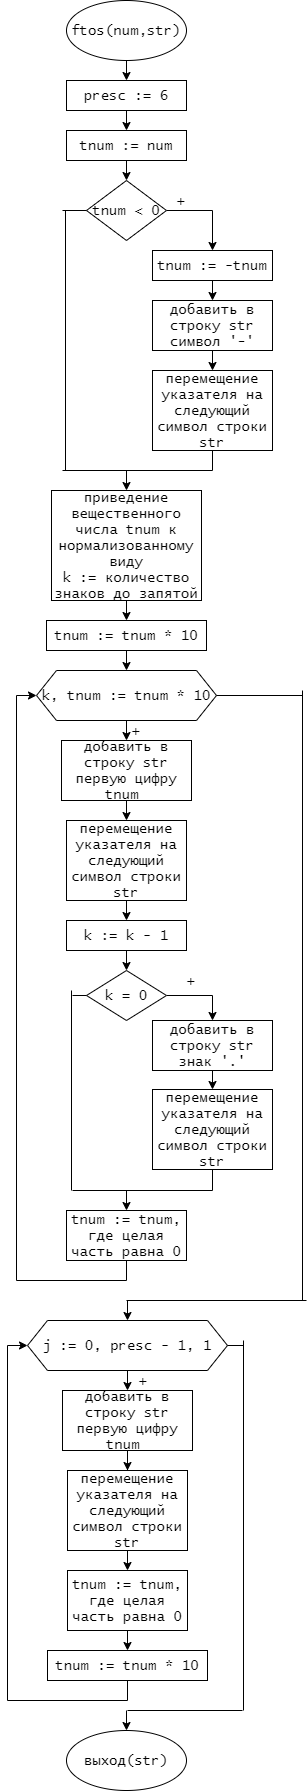 ftos(num,str)
presc := 6
tnum := num
tnum < 0
+
tnum := -tnum
добавить в
строку str
символ '-'
перемещение
указателя на
следующий
символ строки
str
приведение
вещественного
числа tnum к
нормализованному
виду
k := количество
знаков до запятой
tnum := tnum * 10
k, tnum := tnum * 10
+
добавить в
строку str
первую цифру
tnum
перемещение
указателя на
следующий
символ строки
str
k := k - 1
k = 0
+
добавить в
строку str
знак '.'
перемещение
указателя на
следующий
символ строки
str
tnum := tnum,
где целая
часть равна 0
j := 0, presc - 1, 1
+
добавить в
строку str
первую цифру
tnum
перемещение
указателя на
следующий
символ строки
str
tnum := tnum,
где целая
часть равна 0
tnum := tnum * 10
выход(str)